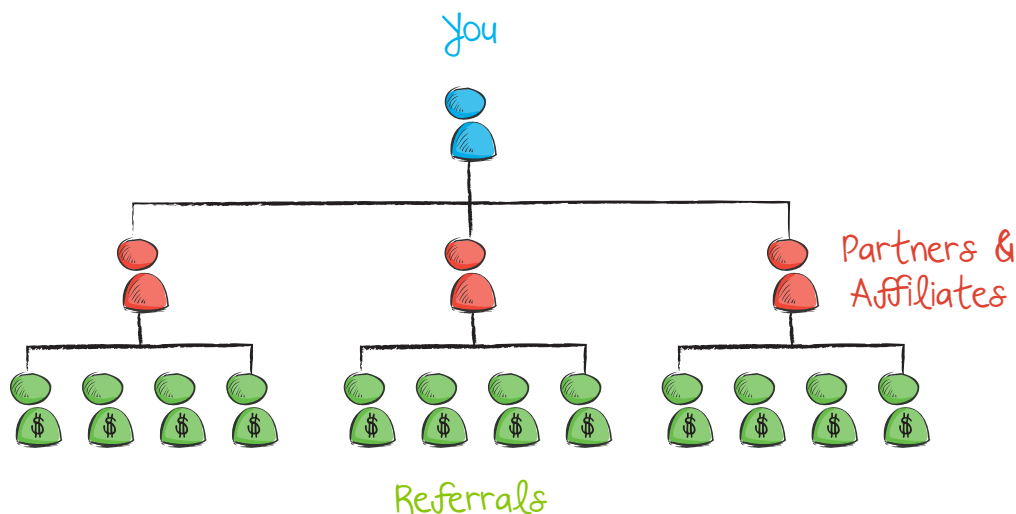 You
Partners &
Affiliates
$ $ $ $ $ $ $ $ $ $ $ $
Referrals